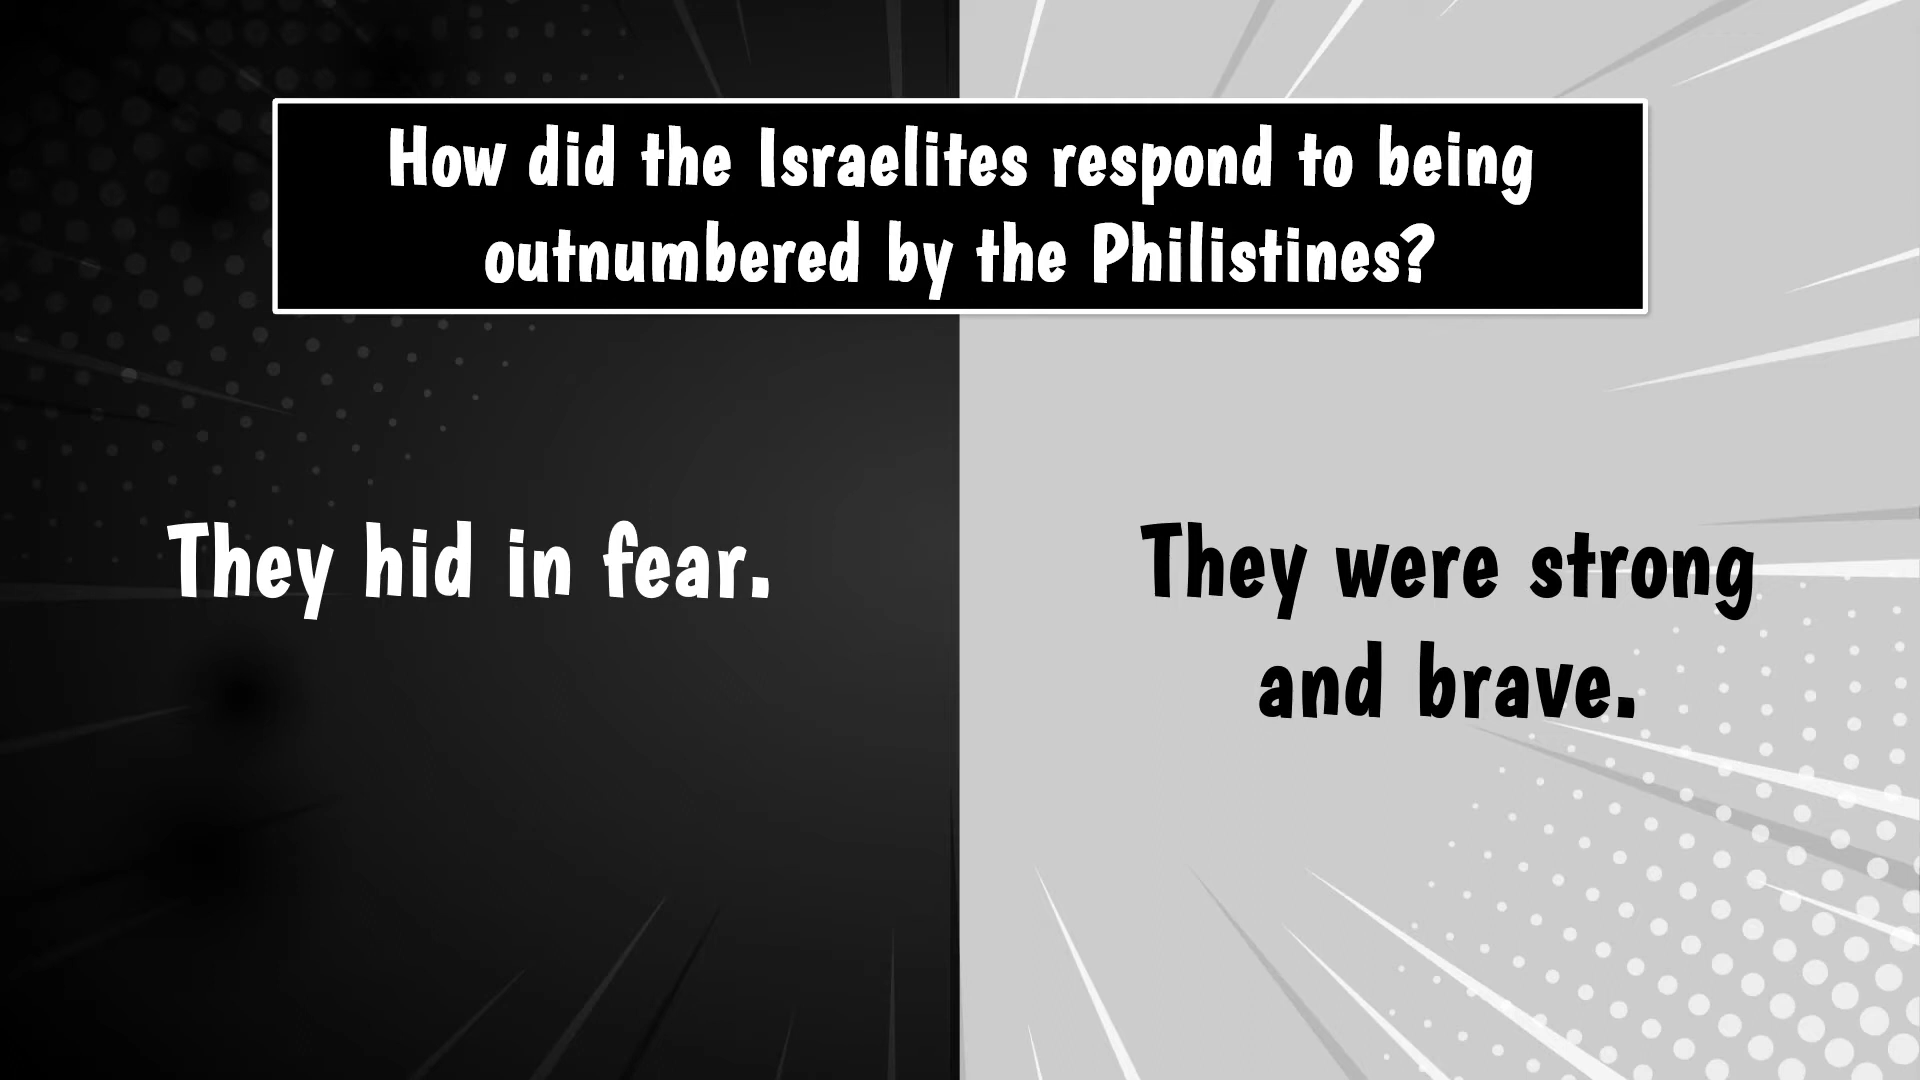 How did the Israelites respond to being
outnumbered by the Philistines?
They hid in fear.
They were strong
and brave.